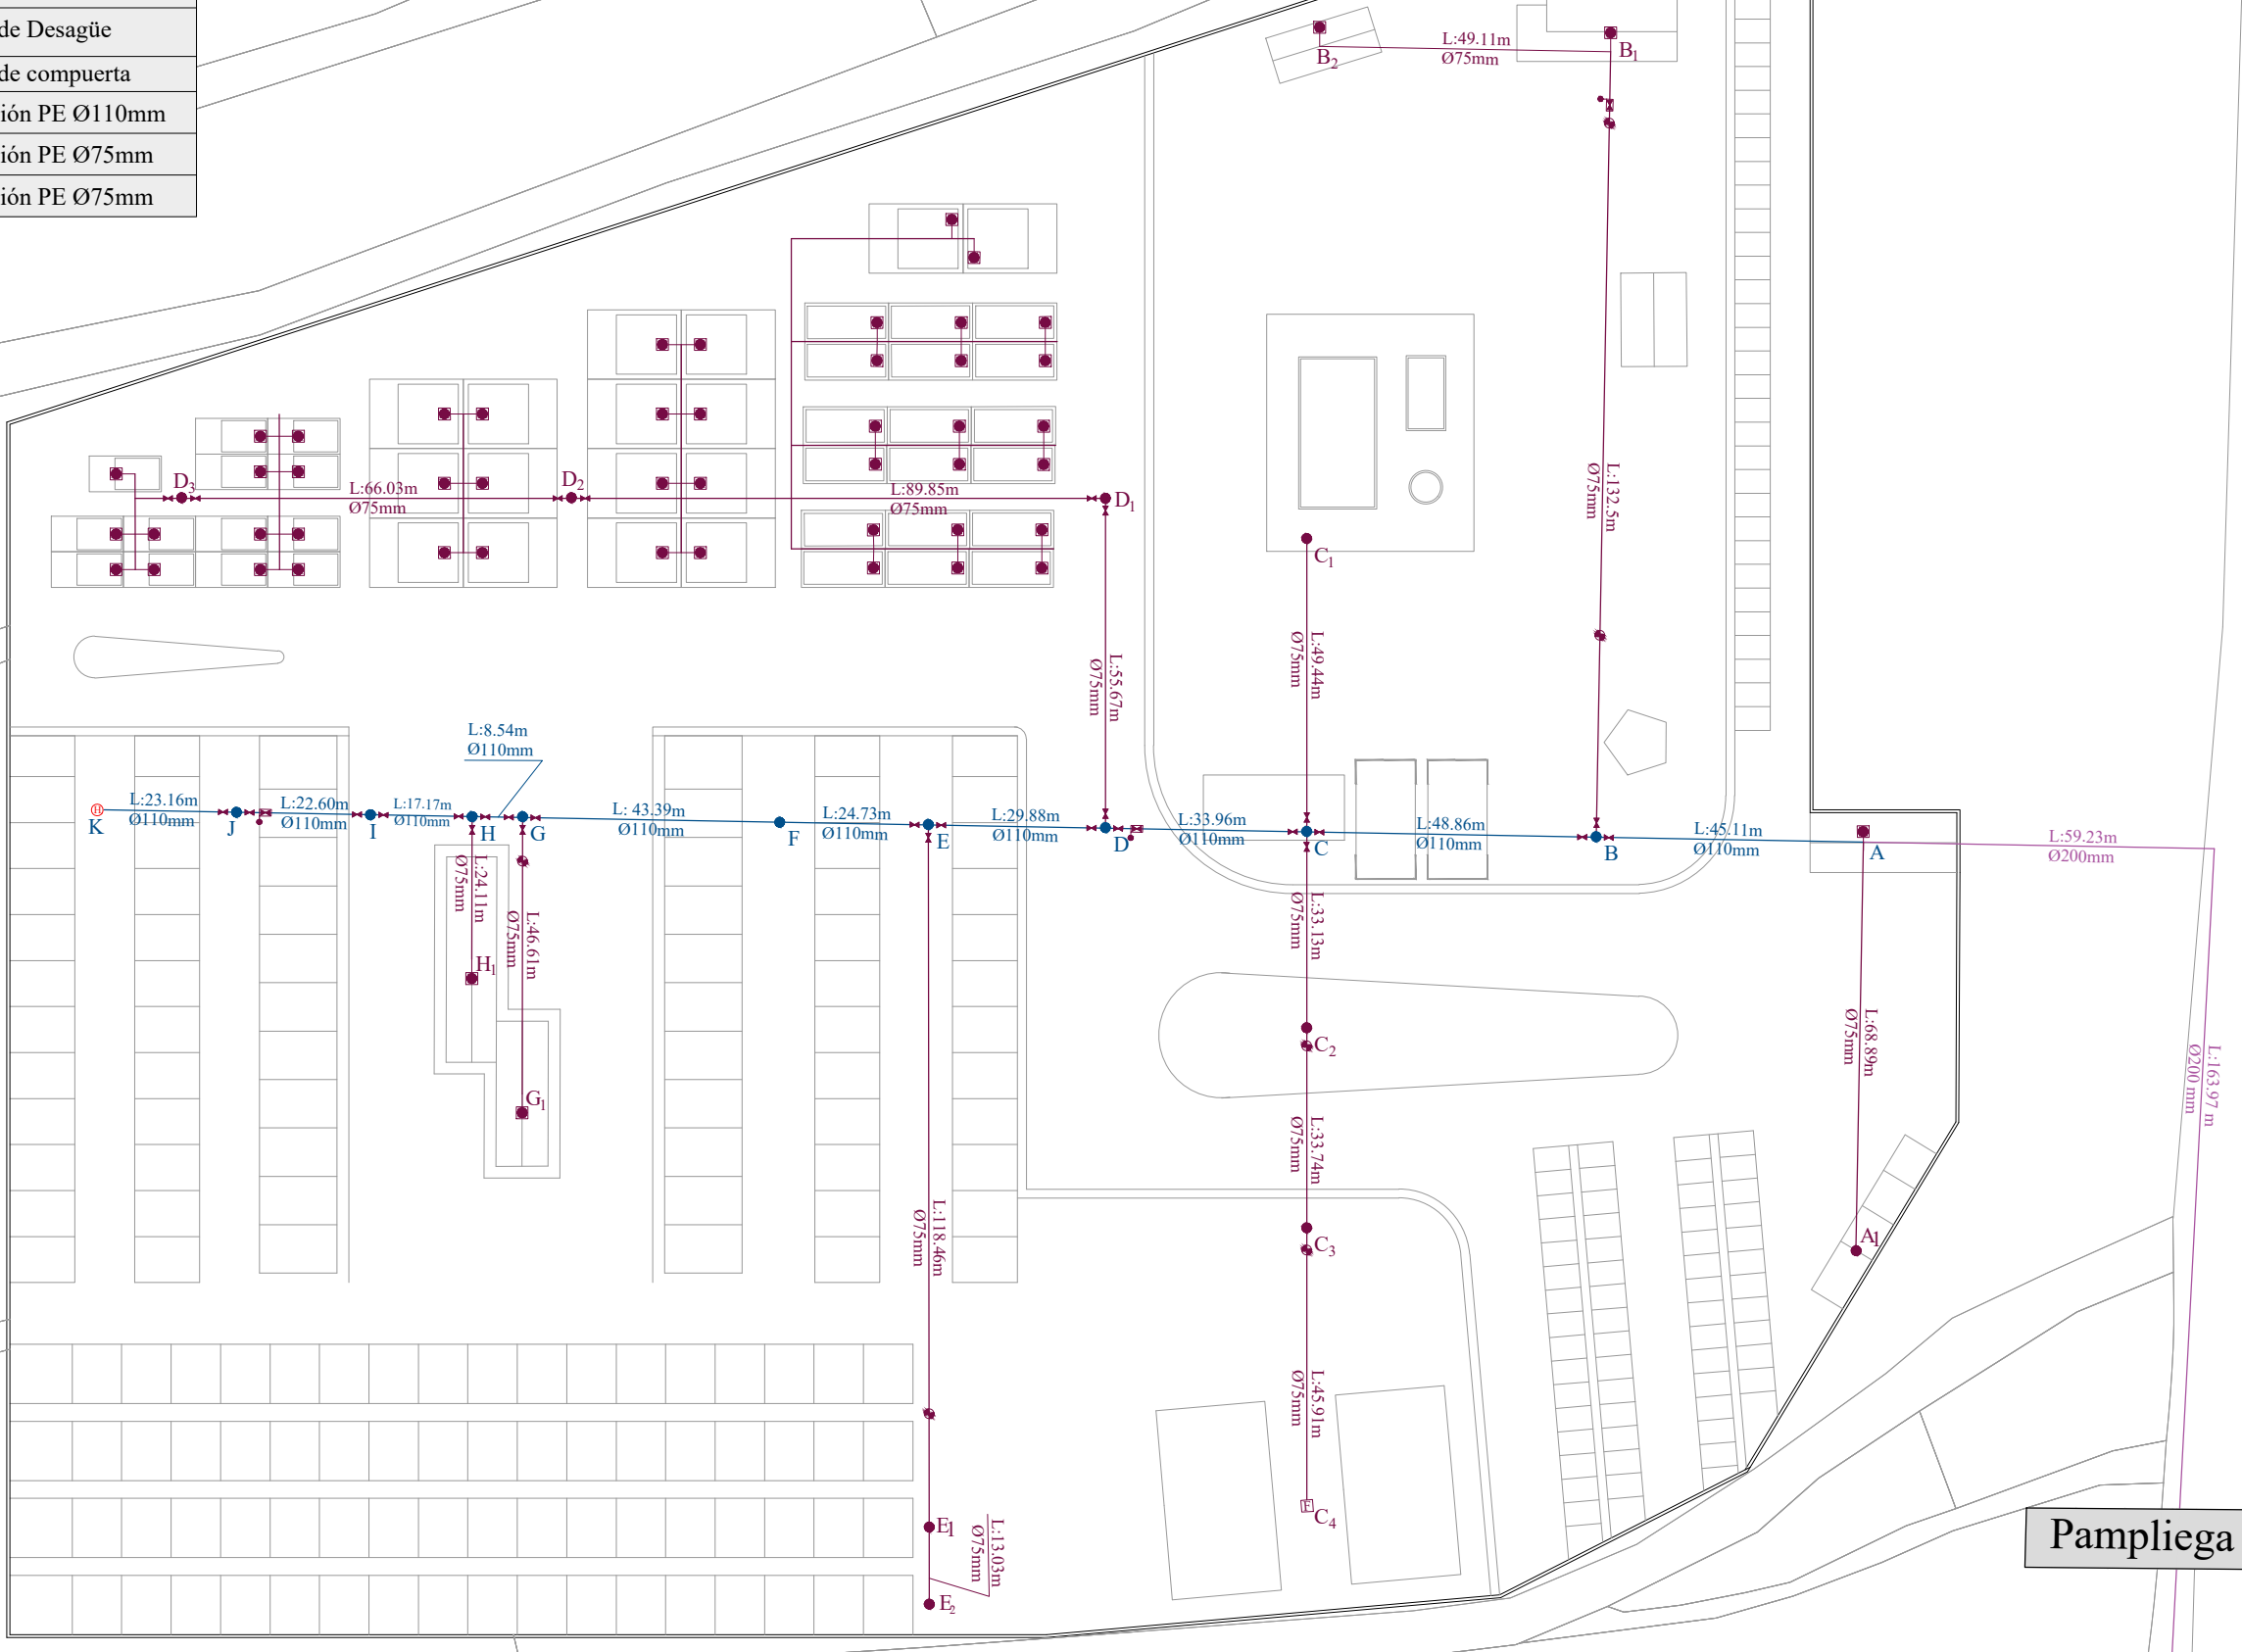 de Desagüe
de compuerta
ión PE Ø110mm
ión PE Ø75mm
ión PE Ø75mm
B2
L:49.11m
Ø75mm
B1
L:132.5m
Ø75mm
D3
L:66.03m
Ø75mm
D2
L:89.85m
Ø75mm
D1
L:55.67m
Ø75mm
C1
L:49.44m
Ø75mm
L:8.54m
Ø110mm
H
K
L:23.16m
Ø110mm
J
L:22.60m
Ø110mm
I
L:17.17m
Ø110mm
H
G
L: 43.39m
Ø110mm
F
L:24.73m
Ø110mm
E
L:29.88m
Ø110mm
D
L:33.96m
Ø110mm
C
L:48.86m
Ø110mm
B
L:45.11m
Ø110mm
A
L:59.23m
Ø200mm
L:24.11m
Ø75mm
H1
L:46.61m
Ø75mm
G1
L:33.13m
Ø75mm
C2
L:33.74m
Ø75mm
C3
L:45.91m
Ø75mm
F
C4
L:68.89m
Ø75mm
A1
L:163.97 m
Ø200 mm
L:118.46m
Ø75mm
E1
L:13.03m
Ø75mm
E2
Pampliega